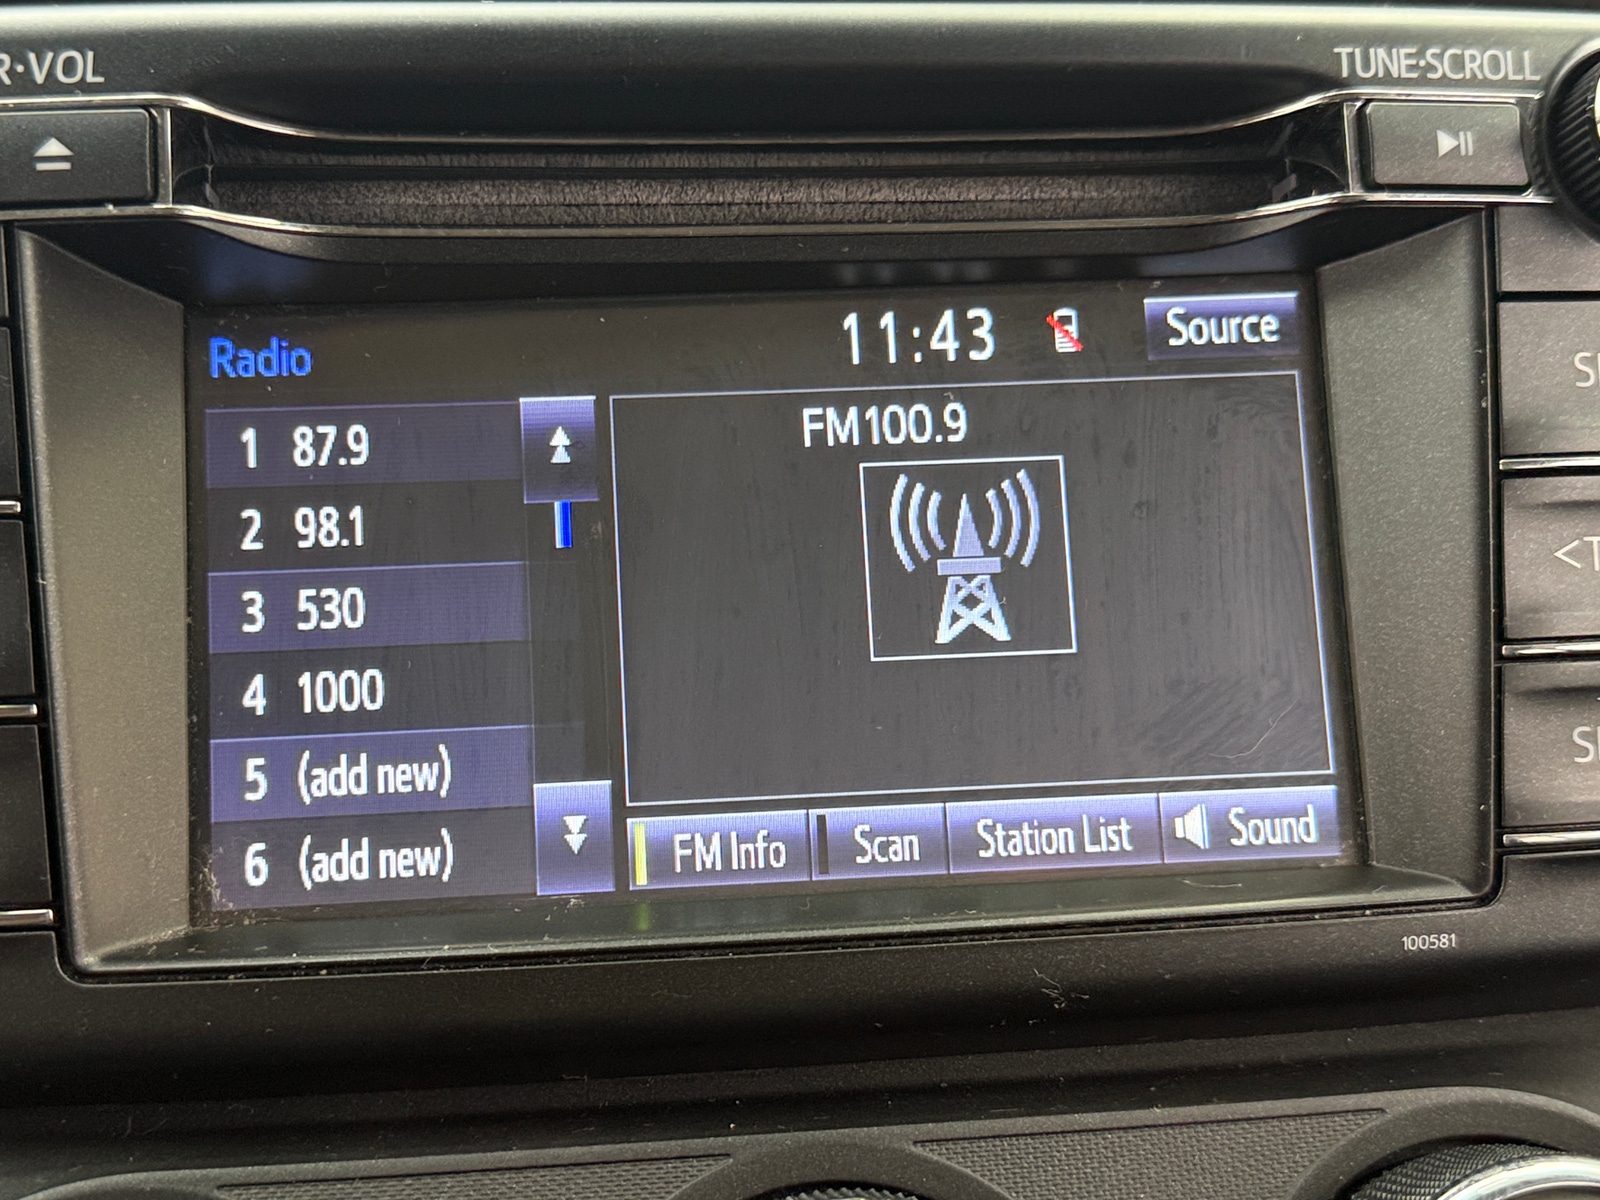 R·VOL
TUNE·SCROLL
Radio
11:43
Source
1 87.9
2 98.1
3 530
4 1000
5 (add new)
6 (add new)
FM100.9
FM Info
Scan
Station List
Sound
<T
100581